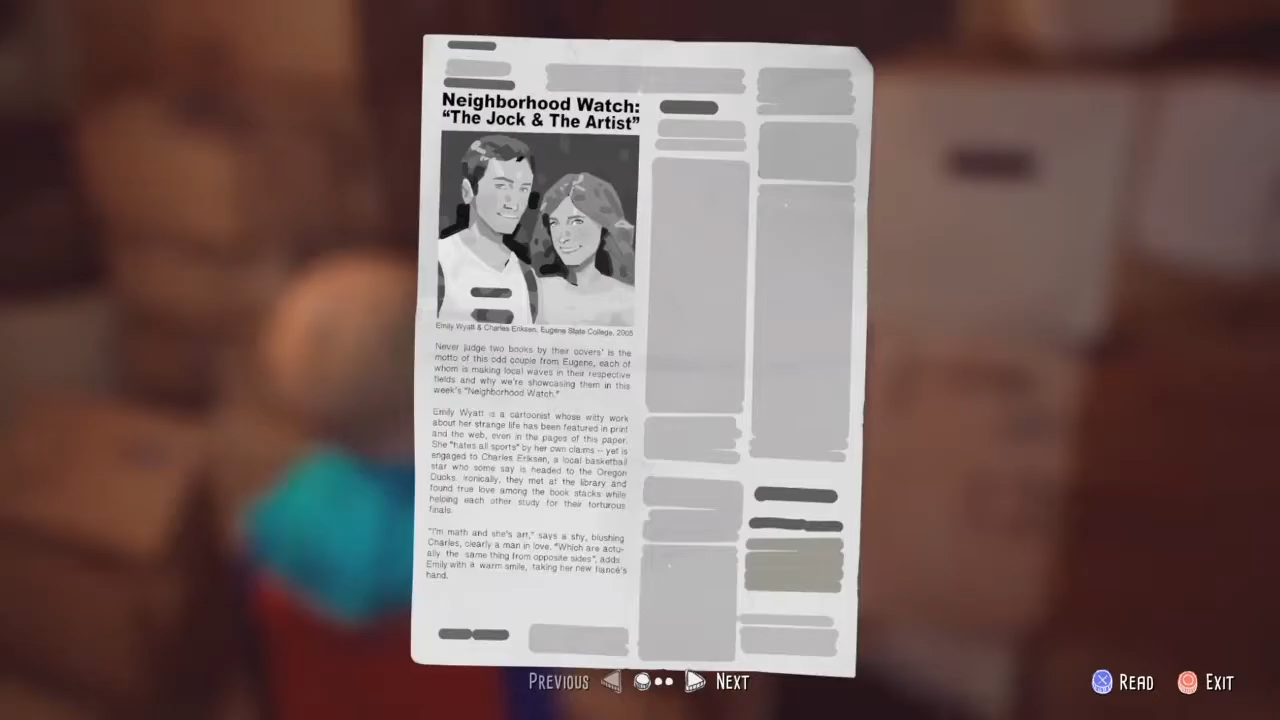 Neighborhood Watch:
“The Jock & The Artist”
Emily Wyatt & Charles Eriksen, Eugene State College, 2005
Never judge two books by their covers' is the
motto of this odd couple from Eugene, each of
whom is making local waves in their respective
fields and why we're showcasing them in this
week's "Neighborhood Watch."
Emily Wyatt is a cartoonist whose witty work
about her strange life has been featured in print
and the web, even in the pages of this paper.
She "hates all sports" by her own claims -- yet is
engaged to Charles Eriksen, a local basketball
star who some say is headed to the Oregon
Ducks. Ironically, they met at the library and
found true love among the book stacks while
helping each other study for their torturous
finals.
"I'm math and she's art," says a shy, blushing
Charles, clearly a man in love. "Which are actu-
ally the same thing from opposite sides", adds
Emily with a warm smile, taking her new fiancé's
hand.
PREVIOUS NEXT
READ EXIT